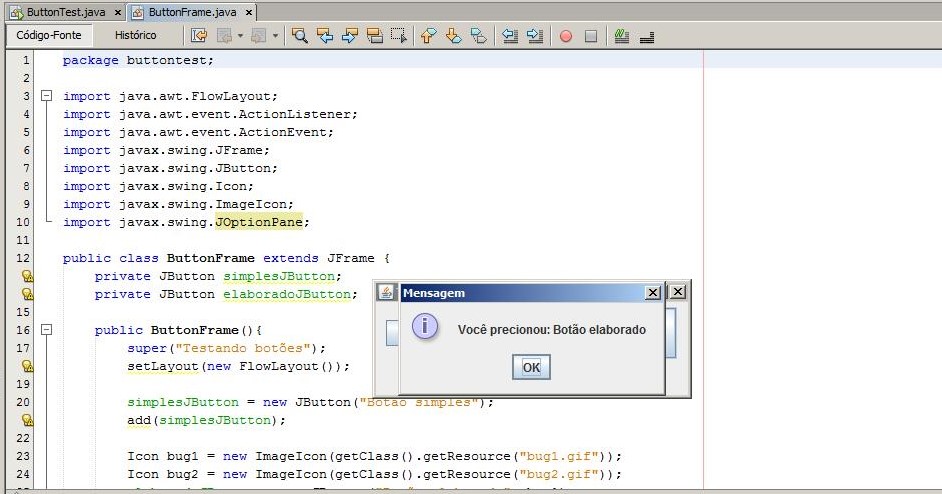 ButtonTest.java × ButtonFrame.java ×
Código-Fonte Histórico
1 package buttontest;
2
3 import java.awt.FlowLayout;
4 import java.awt.event.ActionListener;
5 import java.awt.event.ActionEvent;
6 import javax.swing.JFrame;
7 import javax.swing.JButton;
8 import javax.swing.Icon;
9 import javax.swing.ImageIcon;
10 import javax.swing.JOptionPane;
11
12 public class ButtonFrame extends JFrame {
private JButton simplesJButton;
private JButton elaboradoJButton;
15
16 public ButtonFrame(){
17 super("Testando botões");
setLayout(new FlowLayout());
19
20 simplesJButton = new JButton("Botão simples");
add(simplesJButton);
22
23 Icon bug1 = new ImageIcon(getClass().getResource("bug1.gif"));
24 Icon bug2 = new ImageIcon(getClass().getResource("bug2.gif"));
Mensagem
Você precionou: Botão elaborado
OK